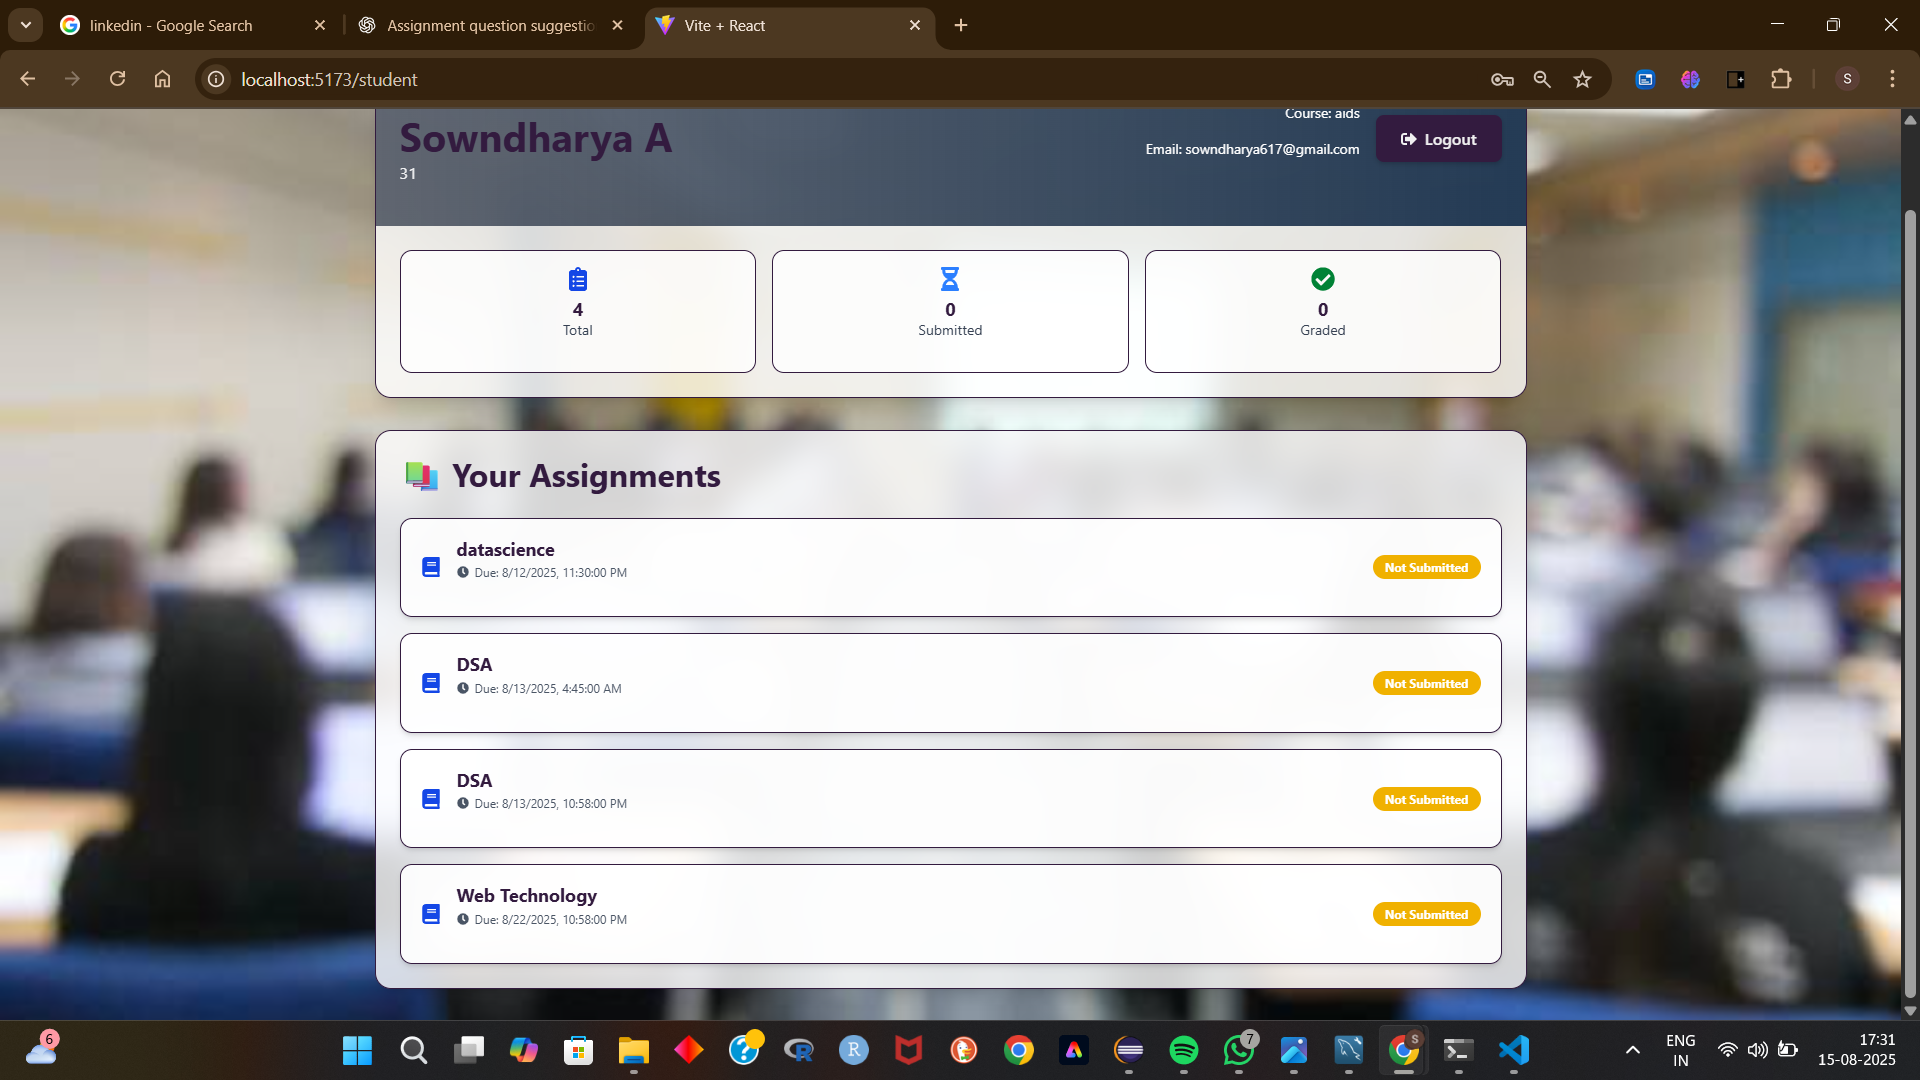 linkedin - Google Search
Assignment question suggestio
Vite + React
localhost:5173/student
S
Sowndharya A
31
Course: aids
Email: sowndharya617@gmail.com
Logout
4
Total
0
Submitted
0
Graded
Your Assignments
datascience
Due: 8/12/2025, 11:30:00 PM
Not Submitted
DSA
Due: 8/13/2025, 4:45:00 AM
Not Submitted
DSA
Due: 8/13/2025, 10:58:00 PM
Not Submitted
Web Technology
Due: 8/22/2025, 10:58:00 PM
Not Submitted
6
?
R
R
7
S
ENG
IN
17:31
15-08-2025